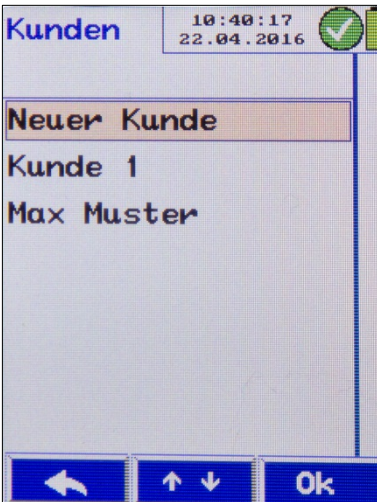 Kunden
10:40:17
22.04.2016
Neuer Kunde
Kunde 1
Max Muster
Ok